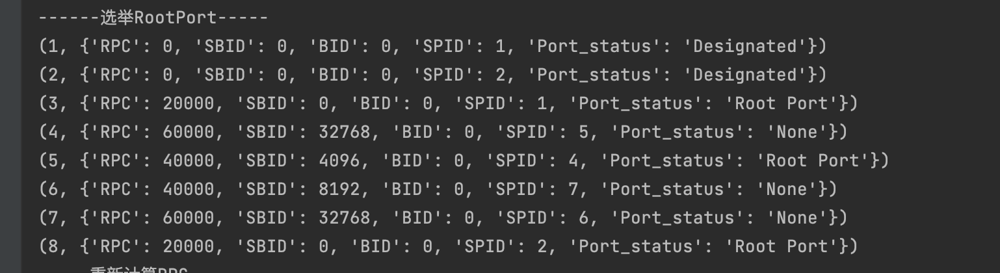 ------选举RootPort-----
(1, {'RPC': 0, 'SBID': 0, 'BID': 0, 'SPID': 1, 'Port_status': 'Designated'})
(2, {'RPC': 0, 'SBID': 0, 'BID': 0, 'SPID': 2, 'Port_status': 'Designated'})
(3, {'RPC': 20000, 'SBID': 0, 'BID': 0, 'SPID': 1, 'Port_status': 'Root Port'})
(4, {'RPC': 60000, 'SBID': 32768, 'BID': 0, 'SPID': 5, 'Port_status': 'None'})
(5, {'RPC': 40000, 'SBID': 4096, 'BID': 0, 'SPID': 4, 'Port_status': 'Root Port'})
(6, {'RPC': 40000, 'SBID': 8192, 'BID': 0, 'SPID': 7, 'Port_status': 'None'})
(7, {'RPC': 60000, 'SBID': 32768, 'BID': 0, 'SPID': 6, 'Port_status': 'None'})
(8, {'RPC': 20000, 'SBID': 0, 'BID': 0, 'SPID': 2, 'Port_status': 'Root Port'})
重新计算